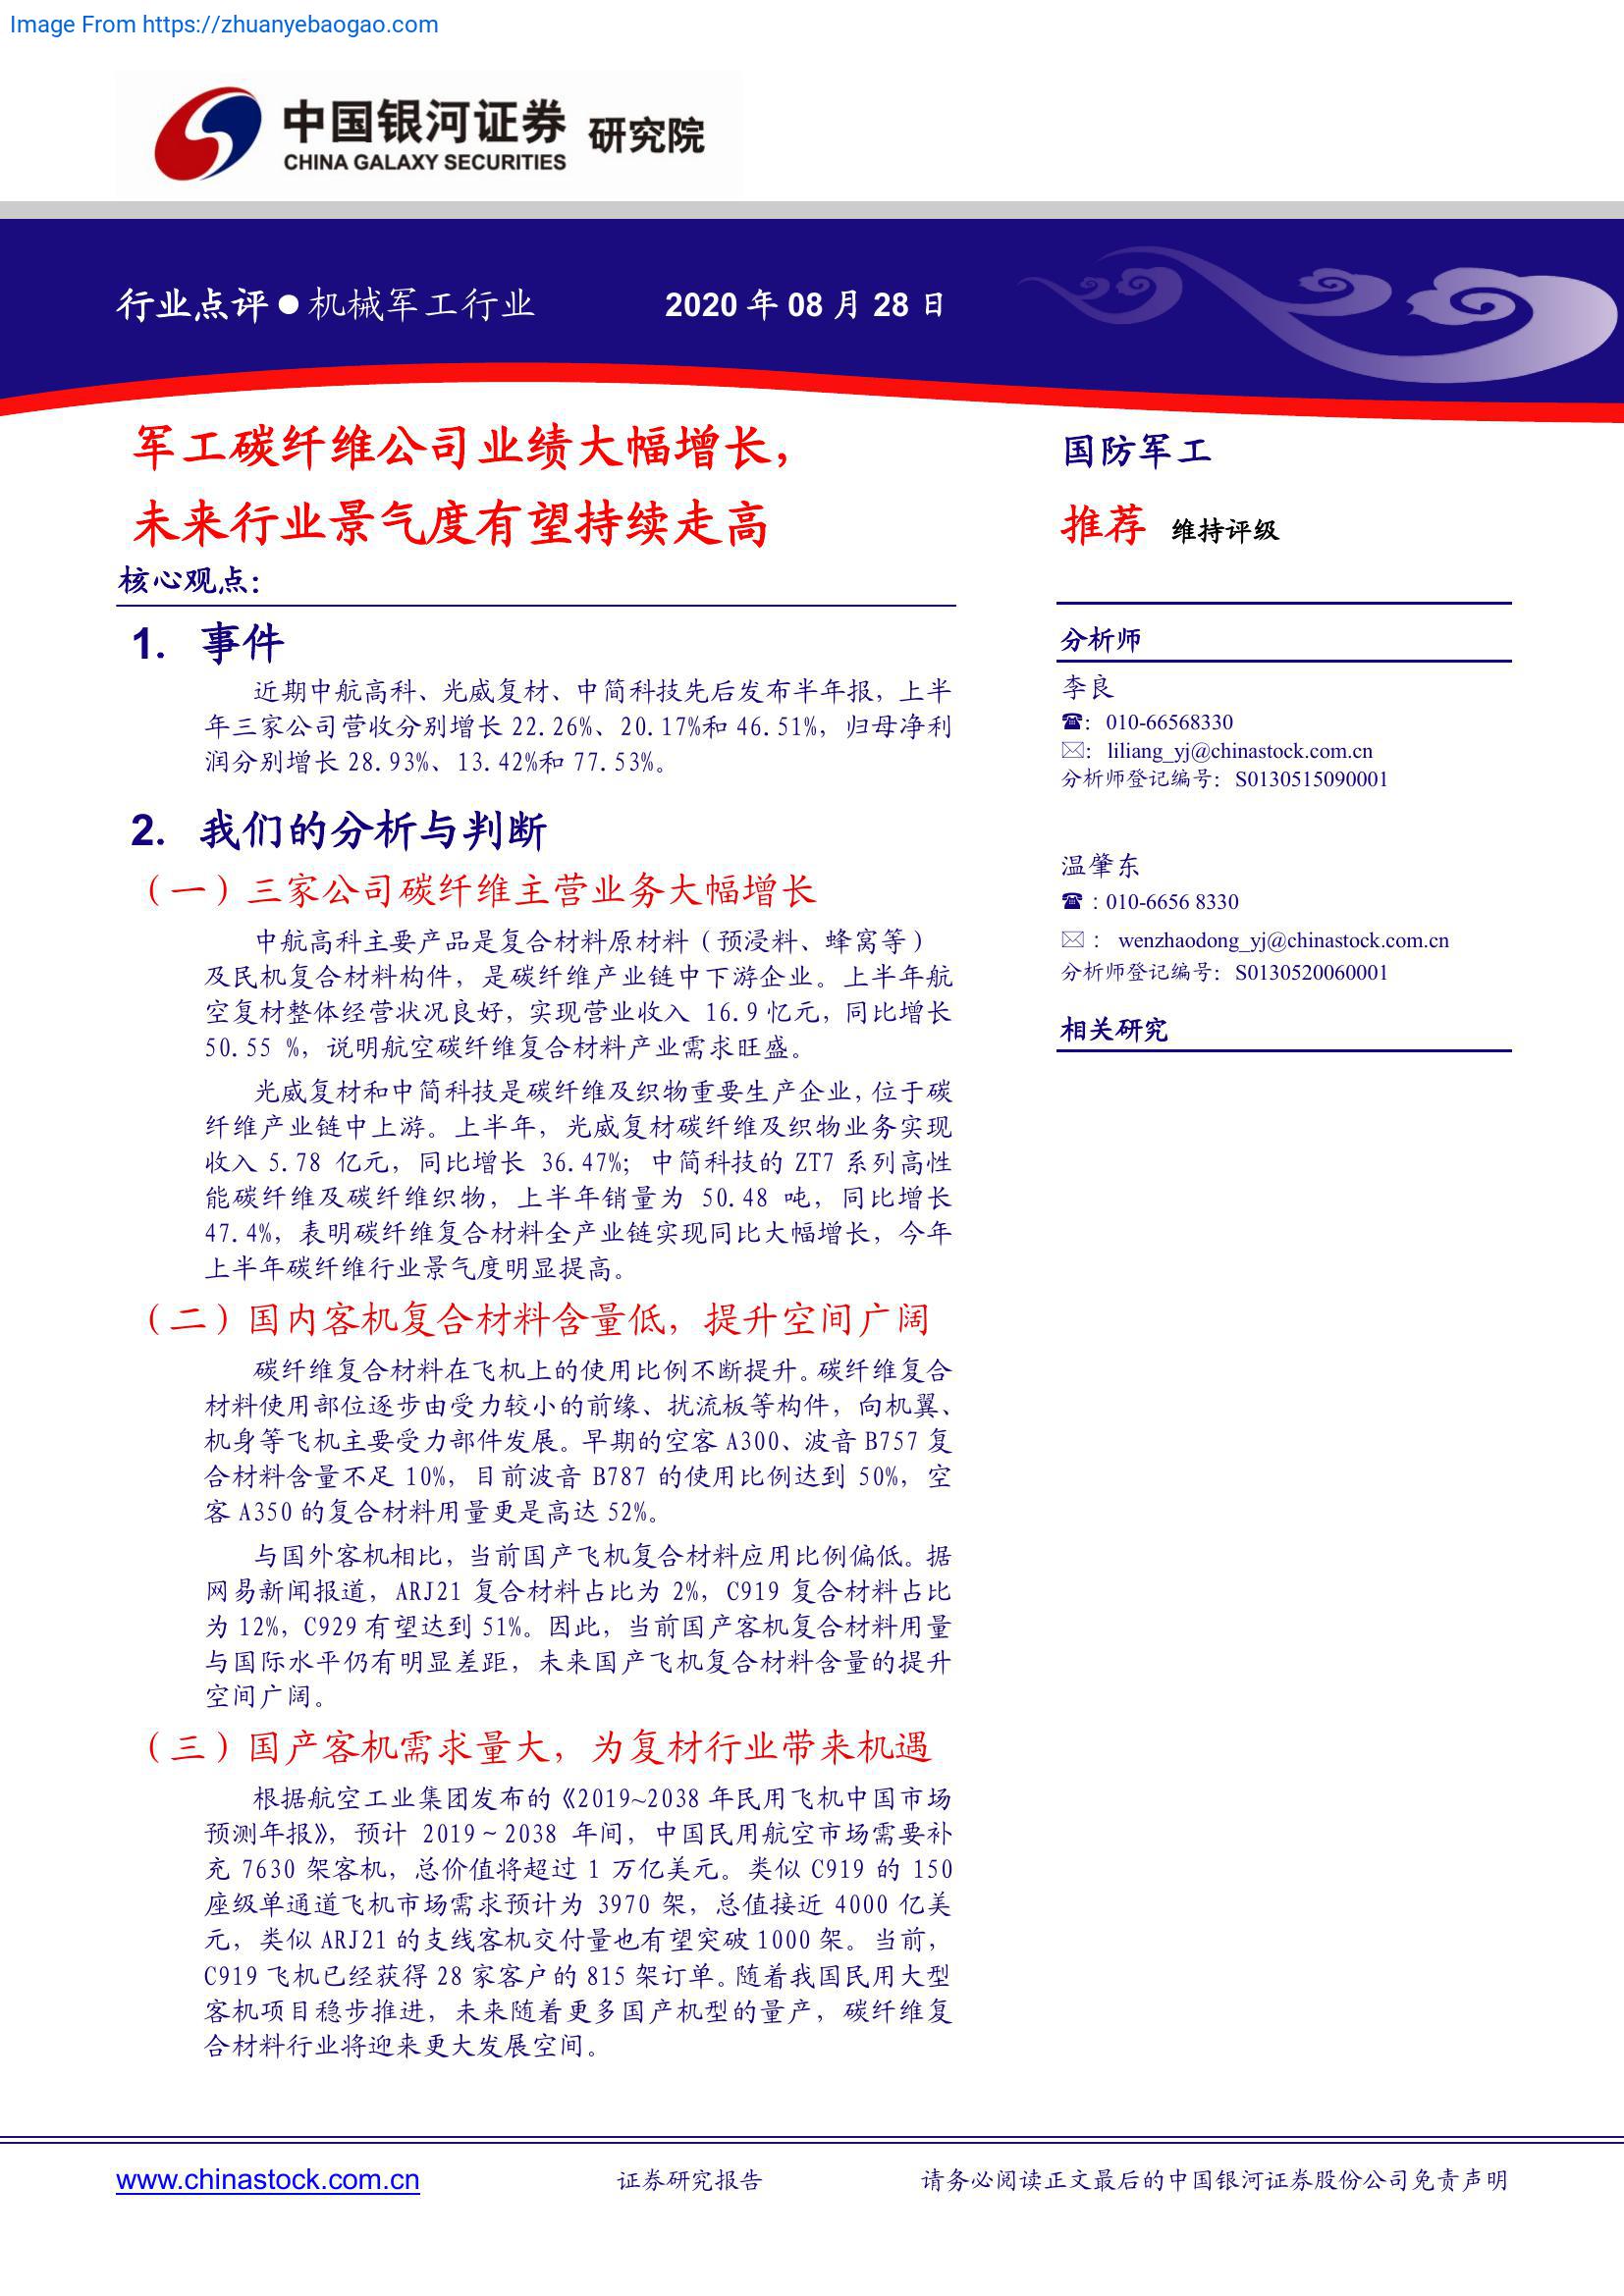 Image From https://zhuanyebaogao.com
中国银河证券 研究院
CHINA GALAXY SECURITIES
行业点评●机械军工行业 2020 年 08 月 28 日
军工碳纤维公司业绩大幅增长，
未来行业景气度有望持续走高
核心观点：
1. 事件
近期中航高科、光威复材、中简科技先后发布半年报，上半
年三家公司营收分别增长 22.26%、20.17%和 46.51%，归母净利
润分别增长 28.93%、13.42%和 77.53%。
2. 我们的分析与判断
（一）三家公司碳纤维主营业务大幅增长
中航高科主要产品是复合材料原材料（预浸料、蜂窝等）
及民机复合材料构件，是碳纤维产业链中下游企业。上半年航
空复材整体经营状况良好，实现营业收入 16.9 忆元，同比增长
50.55 %，说明航空碳纤维复合材料产业需求旺盛。
光威复材和中简科技是碳纤维及织物重要生产企业，位于碳
纤维产业链中上游。上半年，光威复材碳纤维及织物业务实现
收入 5.78 亿元，同比增长 36.47%；中简科技的 ZT7 系列高性
能碳纤维及碳纤维织物，上半年销量为 50.48 吨，同比增长
47.4%，表明碳纤维复合材料全产业链实现同比大幅增长，今年
上半年碳纤维行业景气度明显提高。
（二）国内客机复合材料含量低，提升空间广阔
碳纤维复合材料在飞机上的使用比例不断提升。碳纤维复合
材料使用部位逐步由受力较小的前缘、扰流板等构件，向机翼、
机身等飞机主要受力部件发展。早期的空客 A300、波音 B757 复
合材料含量不足 10%，目前波音 B787 的使用比例达到 50%，空
客 A350 的复合材料用量更是高达 52%。
与国外客机相比，当前国产飞机复合材料应用比例偏低。据
网易新闻报道，ARJ21 复合材料占比为 2%，C919 复合材料占比
为 12%，C929 有望达到 51%。因此，当前国产客机复合材料用量
与国际水平仍有明显差距，未来国产飞机复合材料含量的提升
空间广阔。
（三）国产客机需求量大，为复材行业带来机遇
根据航空工业集团发布的《2019~2038 年民用飞机中国市场
预测年报》，预计 2019～2038 年间，中国民用航空市场需要补
充 7630 架客机，总价值将超过 1 万亿美元。类似 C919 的 150
座级单通道飞机市场需求预计为 3970 架，总值接近 4000 亿美
元，类似 ARJ21 的支线客机交付量也有望突破 1000 架。当前，
C919 飞机已经获得 28 家客户的 815 架订单。随着我国民用大型
客机项目稳步推进，未来随着更多国产机型的量产，碳纤维复
合材料行业将迎来更大发展空间。
国防军工
推荐 维持评级
分析师
李良
☎：010-66568330
✉：liliang_yj@chinastock.com.cn
分析师登记编号：S0130515090001
温肇东
☎：010-6656 8330
✉： wenzhaodong_yj@chinastock.com.cn
分析师登记编号：S0130520060001
相关研究
www.chinastock.com.cn 证券研究报告 请务必阅读正文最后的中国银河证券股份公司免责声明